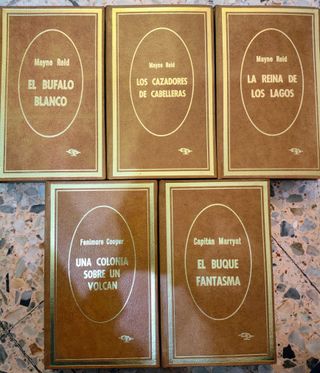 Mayne Reid
EL BUFALO
BLANCO
Mayne Reid
LOS CAZADORES
DE CABELLERAS
Mayne Reid
LA REINA DE
LOS LAGOS
Fenimore Cooper
UNA COLONIA
SOBRE UN
VOLCAN
Capitán Marryat
EL BUQUE
FANTASMA